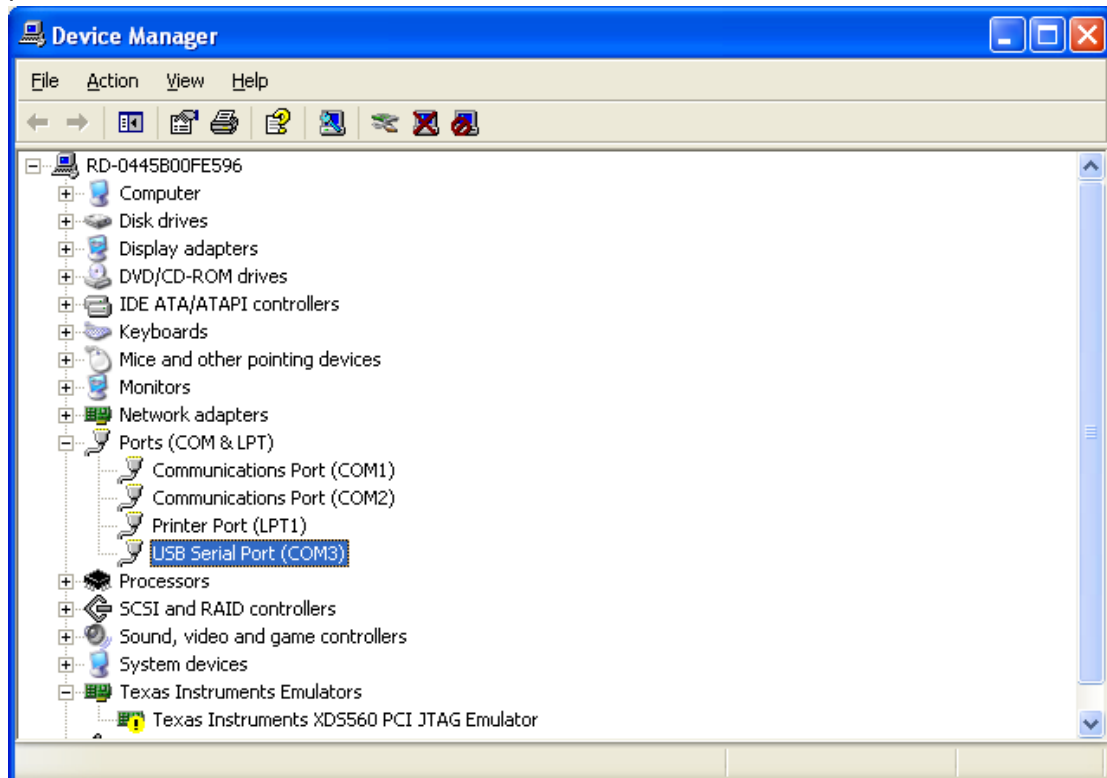 Device Manager
File Action View Help
RD-0445B00FE596
Computer
Disk drives
Display adapters
DVD/CD-ROM drives
IDE ATA/ATAPI controllers
Keyboards
Mice and other pointing devices
Monitors
Network adapters
Ports (COM & LPT)
Communications Port (COM1)
Communications Port (COM2)
Printer Port (LPT1)
USB Serial Port (COM3)
Processors
SCSI and RAID controllers
Sound, video and game controllers
System devices
Texas Instruments Emulators
Texas Instruments XDS560 PCI JTAG Emulator